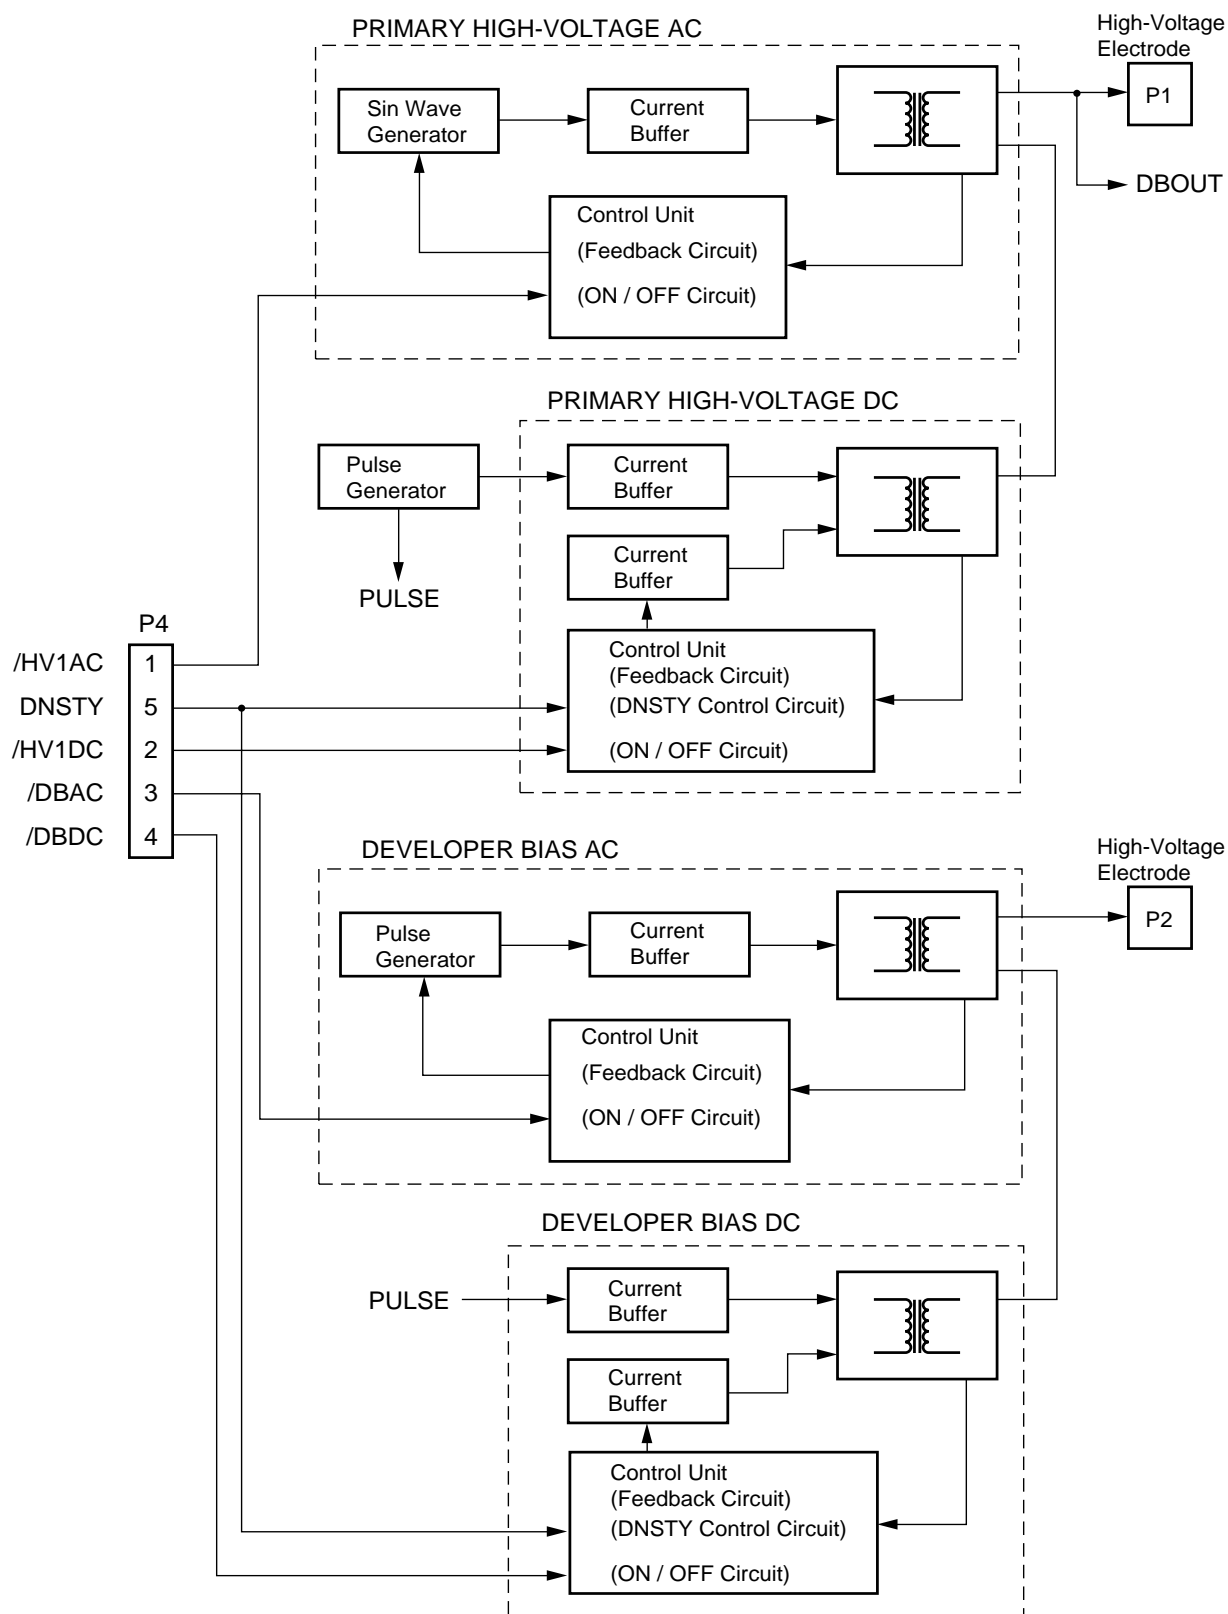 PRIMARY HIGH-VOLTAGE AC
High-Voltage
Electrode
Sin Wave
Generator
Current
Buffer
P1
DBOUT
Control Unit
(Feedback Circuit)
(ON / OFF Circuit)
PRIMARY HIGH-VOLTAGE DC
Pulse
Generator
Current
Buffer
Current
Buffer
PULSE
Control Unit
(Feedback Circuit)
(DNSTY Control Circuit)
(ON / OFF Circuit)
P4
/HV1AC 1
DNSTY 5
/HV1DC 2
/DBAC 3
/DBDC 4
DEVELOPER BIAS AC
High-Voltage
Electrode
Pulse
Generator
Current
Buffer
P2
Control Unit
(Feedback Circuit)
(ON / OFF Circuit)
DEVELOPER BIAS DC
PULSE
Current
Buffer
Current
Buffer
Control Unit
(Feedback Circuit)
(DNSTY Control Circuit)
(ON / OFF Circuit)